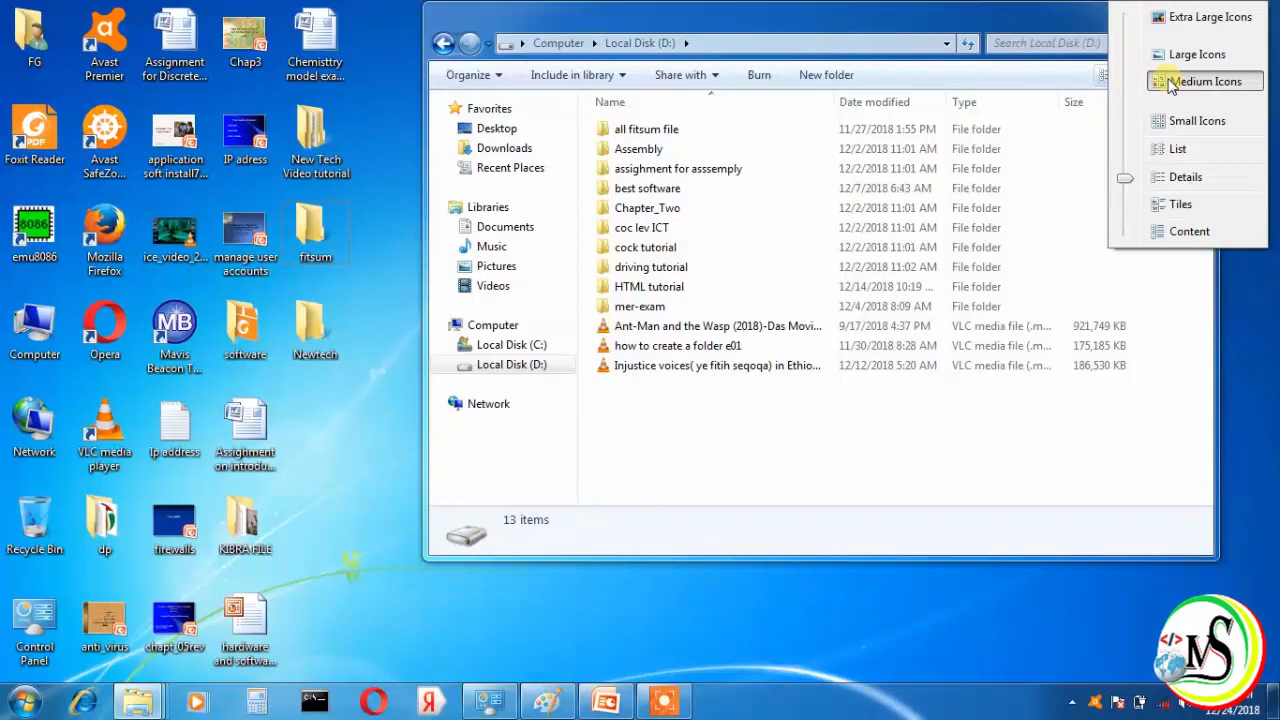 FG
Avast
Premier
Assignment
for Discrete...
Chap3
Chemisttry
model exa...
Foxit Reader
Avast
SafeZo...
application
soft install7...
IP adress
New Tech
Video tutorial
emu8086
Mozilla
Firefox
ice_video_2...
manage user
accounts
fitsum
Computer
Opera
Mavis
Beacon T...
software
Newtech
Network
VLC media
player
Ip address
Assighment
on introdu...
Recycle Bin
dp
firewalls
KIBRA FILE
Control
Panel
anti_virus
chapt_05rev
hardware
and softwa...
Computer
Local Disk (D:)
Search Local Disk (D:)
Organize
Include in library
Share with
Burn
New folder
Favorites
Desktop
Downloads
Recent Places
Libraries
Documents
Music
Pictures
Videos
Computer
Local Disk (C:)
Local Disk (D:)
Network
Name Date modified Type Size
all fitsum file 11/27/2018 1:55 PM File folder
Assembly 12/2/2018 11:01 AM File folder
assighment for asssemply 12/2/2018 11:01 AM File folder
best software 12/7/2018 6:43 AM File folder
Chapter_Two 12/2/2018 11:01 AM File folder
coc lev ICT 12/2/2018 11:01 AM File folder
cock tutorial 12/2/2018 11:01 AM File folder
driving tutorial 12/2/2018 11:02 AM File folder
HTML tutorial 12/14/2018 10:19 ... File folder
mer-exam 12/4/2018 8:09 AM File folder
Ant-Man and the Wasp (2018)-Das Movi... 9/17/2018 4:37 PM VLC media file (.m... 921,749 KB
how to create a folder e01 11/30/2018 8:28 AM VLC media file (.m... 175,185 KB
Injustice voices( ye fitih seqoqa) in Ethio... 12/12/2018 5:20 AM VLC media file (.m... 186,530 KB
13 items
Extra Large Icons
Large Icons
Medium Icons
Small Icons
List
Details
Tiles
Content
</> MS
12/24/2018